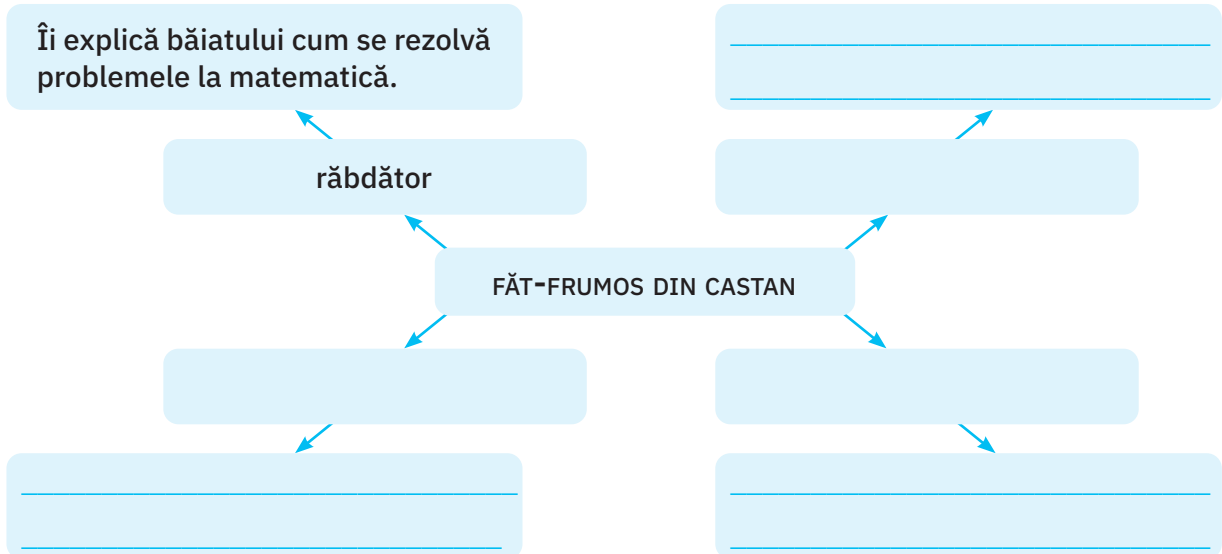 Îi explică băiatului cum se rezolvă
problemele la matematică.
răbdător
FĂT-FRUMOS DIN CASTAN